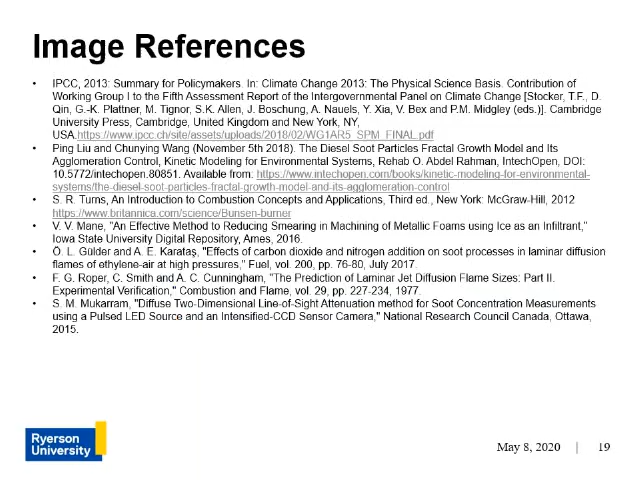 Image References
• IPCC, 2013: Summary for Policymakers. In: Climate Change 2013: The Physical Science Basis. Contribution of
Working Group I to the Fifth Assessment Report of the Intergovernmental Panel on Climate Change [Stocker, T.F., D.
Qin, G.-K. Plattner, M. Tignor, S.K. Allen, J. Boschung, A. Nauels, Y. Xia, V. Bex and P.M. Midgley (eds.)]. Cambridge
University Press, Cambridge, United Kingdom and New York, NY,
USA.https://www.ipcc.ch/site/assets/uploads/2018/02/WG1AR5_SPM_FINAL.pdf
• Ping Liu and Chunying Wang (November 5th 2018). The Diesel Soot Particles Fractal Growth Model and Its
Agglomeration Control, Kinetic Modeling for Environmental Systems, Rehab O. Abdel Rahman, IntechOpen, DOI:
10.5772/intechopen.80851. Available from: https://www.intechopen.com/books/kinetic-modeling-for-environmental-
systems/the-diesel-soot-particles-fractal-growth-model-and-its-agglomeration-control
• S. R. Turns, An Introduction to Combustion Concepts and Applications, Third ed., New York: McGraw-Hill, 2012
https://www.britannica.com/science/Bunsen-burner
• V. V. Mane, "An Effective Method to Reducing Smearing in Machining of Metallic Foams using Ice as an Infiltrant,"
Iowa State University Digital Repository, Ames, 2016.
• Ö. L. Gülder and A. E. Karataş, "Effects of carbon dioxide and nitrogen addition on soot processes in laminar diffusion
flames of ethylene-air at high pressures," Fuel, vol. 200, pp. 76-80, July 2017.
• F. G. Roper, C. Smith and A. C. Cunningham, "The Prediction of Laminar Jet Diffusion Flame Sizes: Part II.
Experimental Verification," Combustion and Flame, vol. 29, pp. 227-234, 1977.
• S. M. Mukarram, "Diffuse Two-Dimensional Line-of-Sight Attenuation method for Soot Concentration Measurements
using a Pulsed LED Source and an Intensified-CCD Sensor Camera," National Research Council Canada, Ottawa,
2015.
Ryerson
University
May 8, 2020 | 19